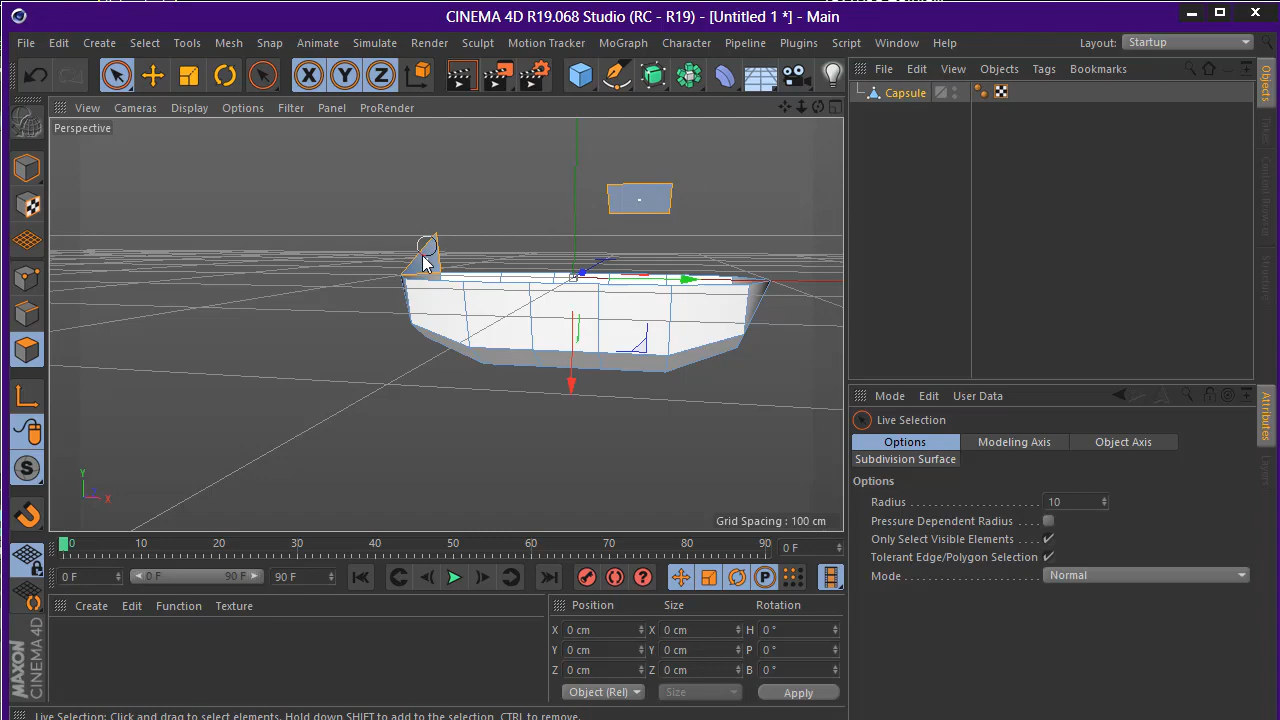 CINEMA 4D R19.068 Studio (RC - R19) - [Untitled 1 *] - Main
File Edit Create Select Tools Mesh Snap Animate Simulate Render Sculpt Motion Tracker MoGraph Character Pipeline Plugins Script Window Help Layout: Startup
X Y Z
File Edit View Objects Tags Bookmarks
Capsule
View Cameras Display Options Filter Panel ProRender
Perspective
Y
X
Grid Spacing : 100 cm
Objects
Takes
Content Browser
Structure
Mode Edit User Data
Live Selection
Options Modeling Axis Object Axis
Subdivision Surface
Options
Radius 10
Pressure Dependent Radius
Only Select Visible Elements
Tolerant Edge/Polygon Selection
Mode Normal
Attributes
Layers
0 10 20 30 40 50 60 70 80 90 0 F
0 F 0 F 90 F 90 F P
Create Edit Function Texture
Position Size Rotation
X 0 cm X 0 cm H 0 °
Y 0 cm Y 0 cm P 0 °
Z 0 cm Z 0 cm B 0 °
Object (Rel) Size Apply
MAXON
CINEMA 4D
Live Selection: Click and drag to select elements. Hold down SHIFT to add to the selection, CTRL to remove.